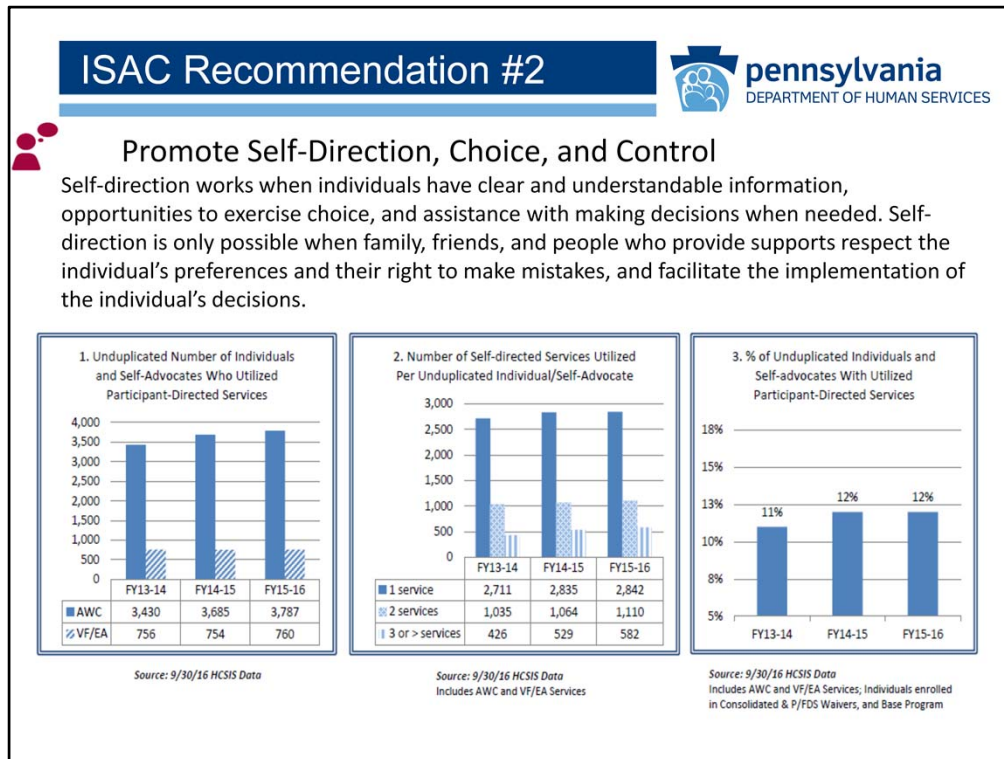 ISAC Recommendation #2
pennsylvania
DEPARTMENT OF HUMAN SERVICES
Promote Self-Direction, Choice, and Control
Self-direction works when individuals have clear and understandable information,
opportunities to exercise choice, and assistance with making decisions when needed. Self-
direction is only possible when family, friends, and people who provide supports respect the
individual's preferences and their right to make mistakes, and facilitate the implementation of
the individual's decisions.
1. Unduplicated Number of Individuals
and Self-Advocates Who Utilized
Participant-Directed Services
4,000
3,500
3,000
2,500
2,000
1,500
1,000
500
0
FY13-14 FY14-15 FY15-16
AWC 3,430 3,685 3,787
VF/EA 756 754 760
Source: 9/30/16 HCSIS Data
2. Number of Self-directed Services Utilized
Per Unduplicated Individual/Self-Advocate
3,000
2,500
2,000
1,500
1,000
500
0
FY13-14 FY14-15 FY15-16
1 service 2,711 2,835 2,842
2 services 1,035 1,064 1,110
3 or > services 426 529 582
Source: 9/30/16 HCSIS Data
Includes AWC and VF/EA Services
3. % of Unduplicated Individuals and
Self-advocates With Utilized
Participant-Directed Services
18%
15%
13%
10%
8%
5%
11% 12% 12%
FY13-14 FY14-15 FY15-16
Source: 9/30/16 HCSIS Data
Includes AWC and VF/EA Services; Individuals enrolled
in Consolidated & P/FDS Waivers, and Base Program